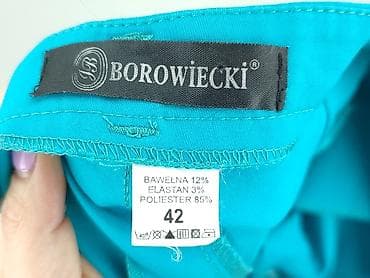 BOROWiECKi®
BAWEŁNA 12%
ELASTAN 3%
POLIESTER 85%
42